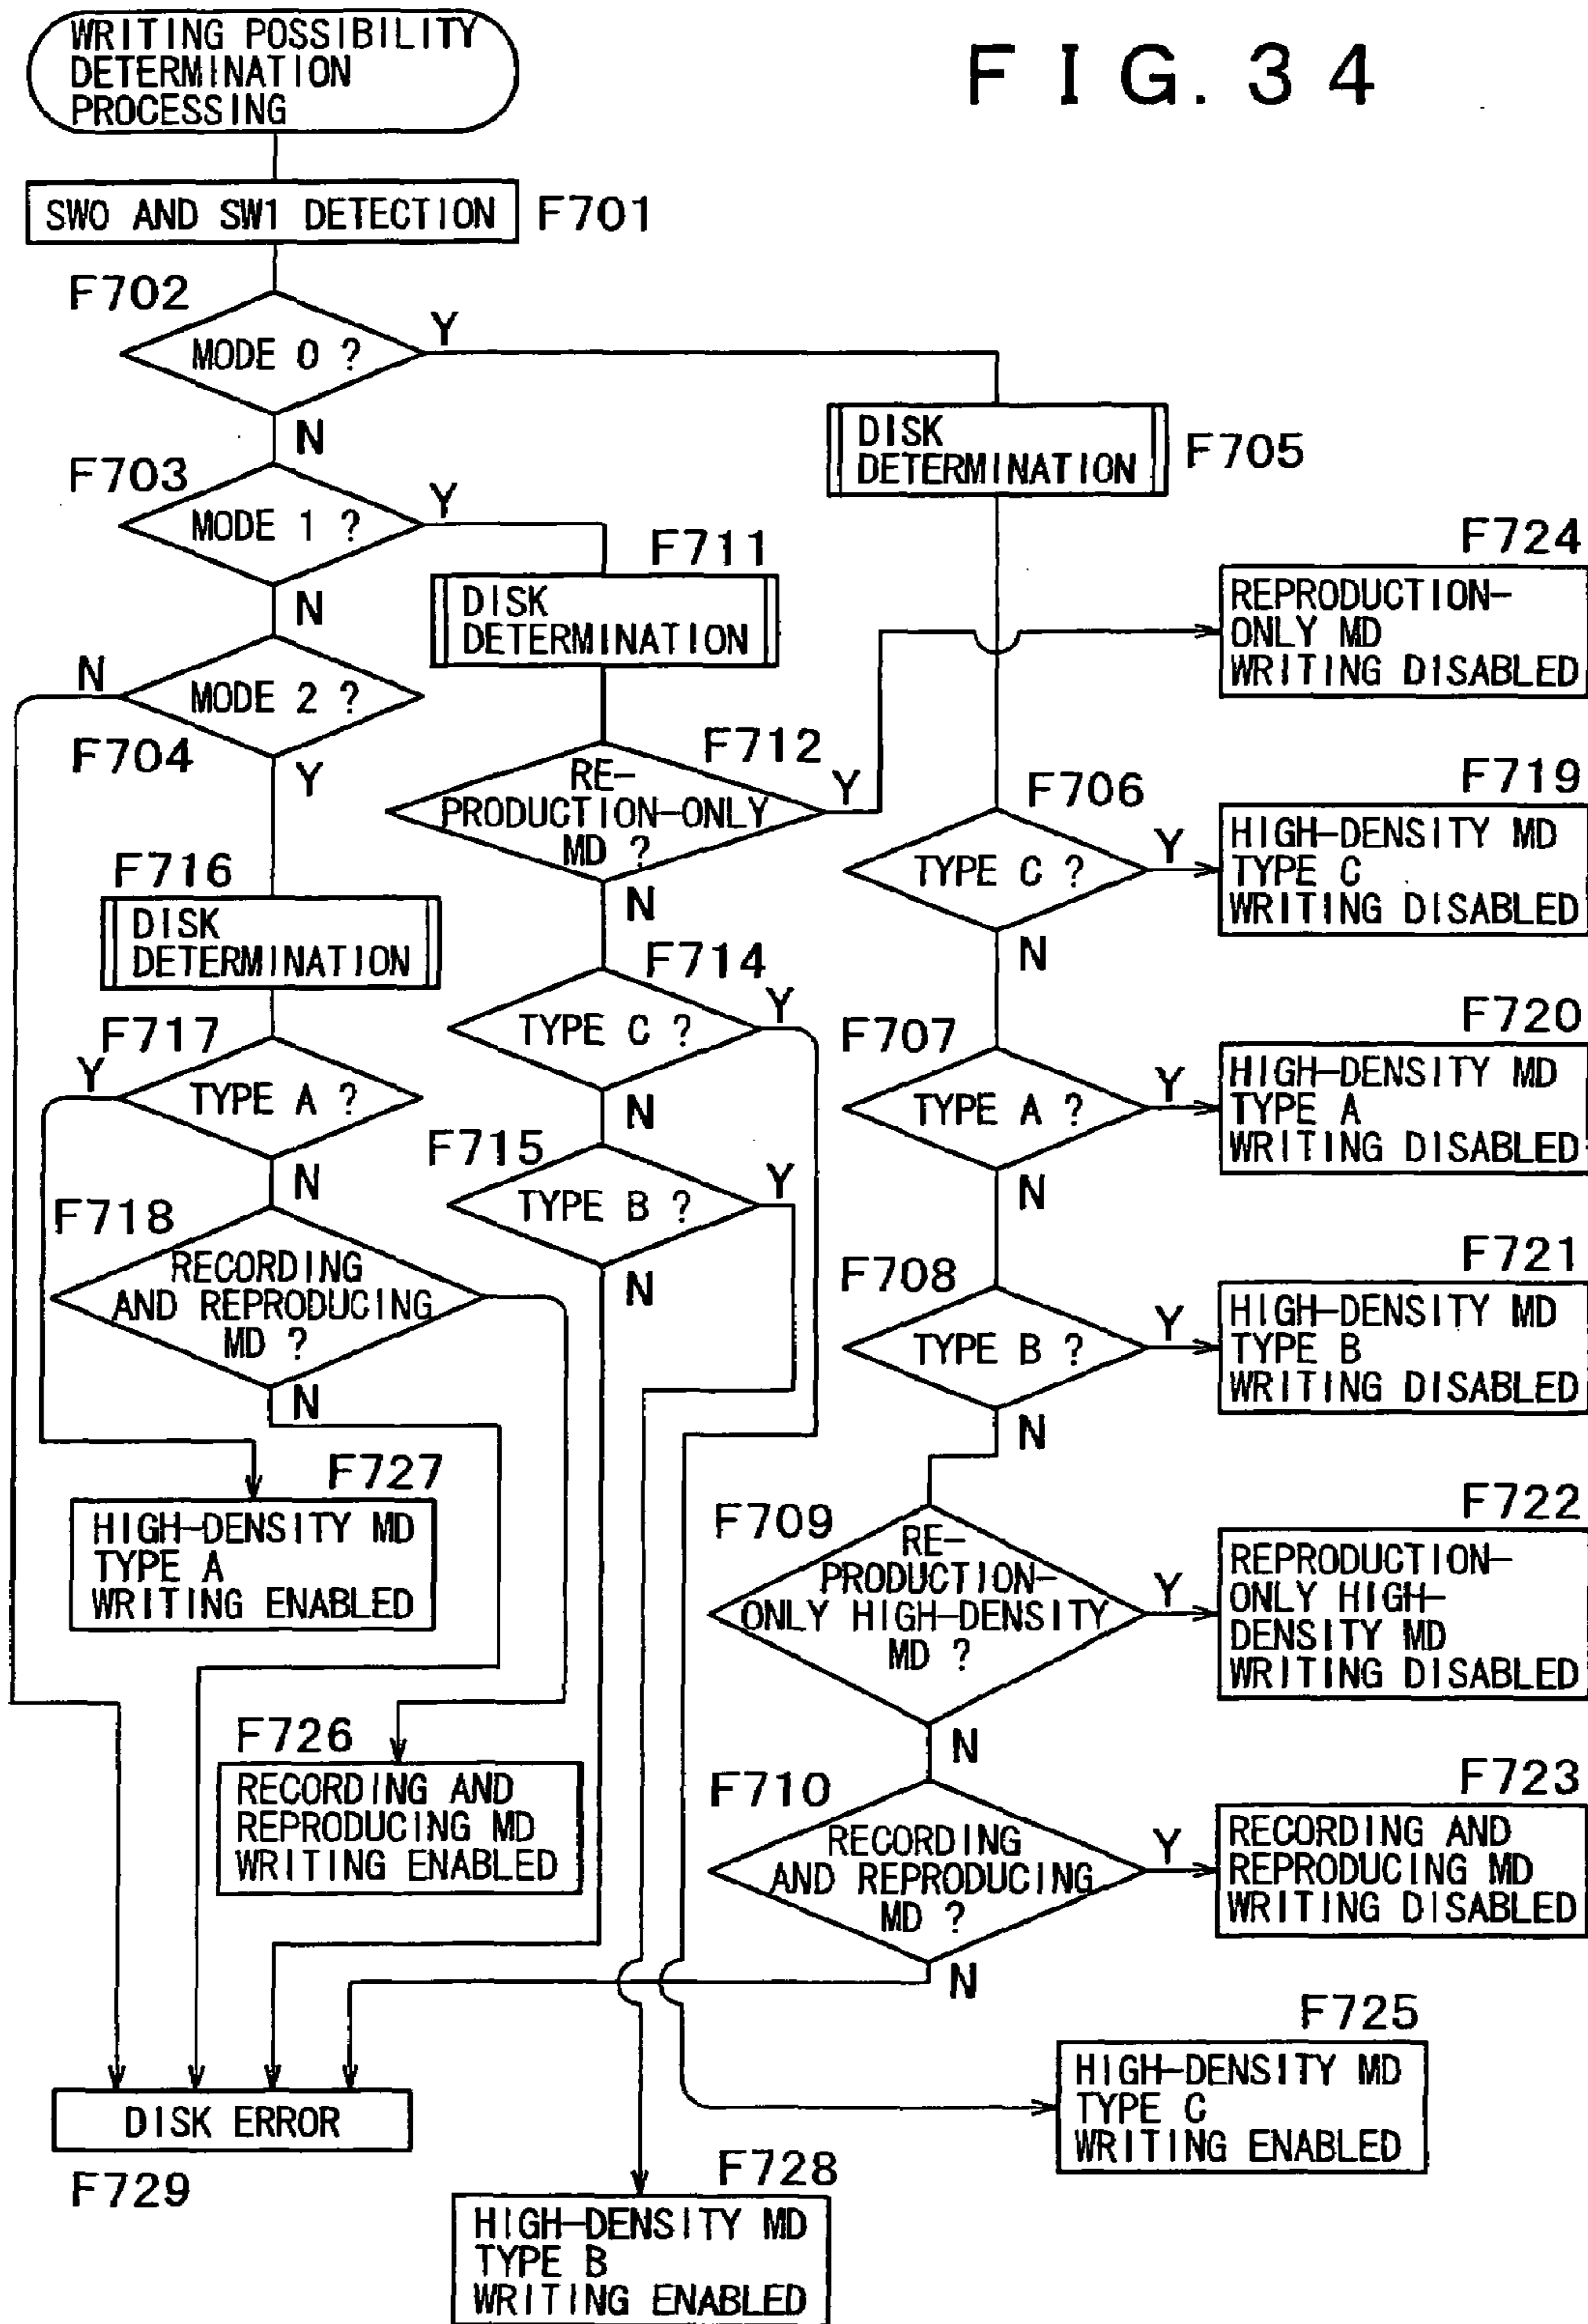 FIG. 34
WRITING POSSIBILITY
DETERMINATION
PROCESSING
SW0 AND SW1 DETECTION
F701
F702
MODE 0 ?
Y
N
DISK
DETERMINATION
F705
F703
MODE 1 ?
Y
N
F711
DISK
DETERMINATION
F724
REPRODUCTION-
ONLY MD
WRITING DISABLED
N
MODE 2 ?
F704
Y
F712
RE-
PRODUCTION-ONLY
MD ?
Y
N
F706
TYPE C ?
Y
N
F719
HIGH-DENSITY MD
TYPE C
WRITING DISABLED
F716
DISK
DETERMINATION
F714
TYPE C ?
Y
N
F707
TYPE A ?
Y
N
F720
HIGH-DENSITY MD
TYPE A
WRITING DISABLED
F717
Y
TYPE A ?
N
F715
TYPE B ?
Y
N
F718
RECORDING
AND REPRODUCING
MD ?
N
F708
TYPE B ?
Y
N
F721
HIGH-DENSITY MD
TYPE B
WRITING DISABLED
F727
HIGH-DENSITY MD
TYPE A
WRITING ENABLED
F709
RE-
PRODUCTION-
ONLY HIGH-DENSITY
MD ?
Y
N
F722
REPRODUCTION-
ONLY HIGH-
DENSITY MD
WRITING DISABLED
F726
RECORDING AND
REPRODUCING MD
WRITING ENABLED
F710
RECORDING
AND REPRODUCING
MD ?
Y
N
F723
RECORDING AND
REPRODUCING MD
WRITING DISABLED
F725
HIGH-DENSITY MD
TYPE C
WRITING ENABLED
DISK ERROR
F729
F728
HIGH-DENSITY MD
TYPE B
WRITING ENABLED